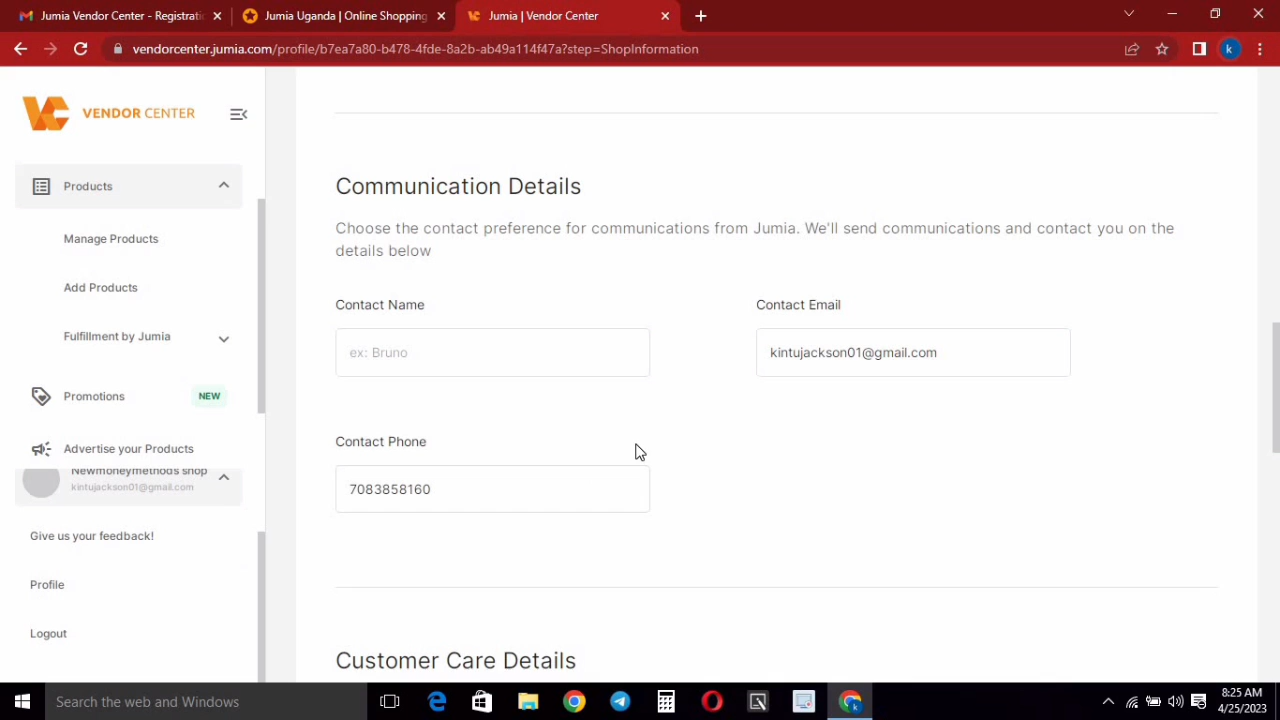 Jumia Vendor Center - Registrati
Jumia Uganda | Online Shopping
Jumia | Vendor Center
vendorcenter.jumia.com/profile/b7ea7a80-b478-4fde-8a2b-ab49a114f47a?step=ShopInformation
k
VENDOR CENTER
Products
Manage Products
Add Products
Fulfillment by Jumia
Promotions
NEW
Advertise your Products
Newmoneymethods shop
kintujackson01@gmail.com
Give us your feedback!
Profile
Logout
Communication Details
Choose the contact preference for communications from Jumia. We'll send communications and contact you on the
details below
Contact Name
Contact Email
ex: Bruno
kintujackson01@gmail.com
Contact Phone
7083858160
Customer Care Details
Search the web and Windows
8:25 AM
4/25/2023